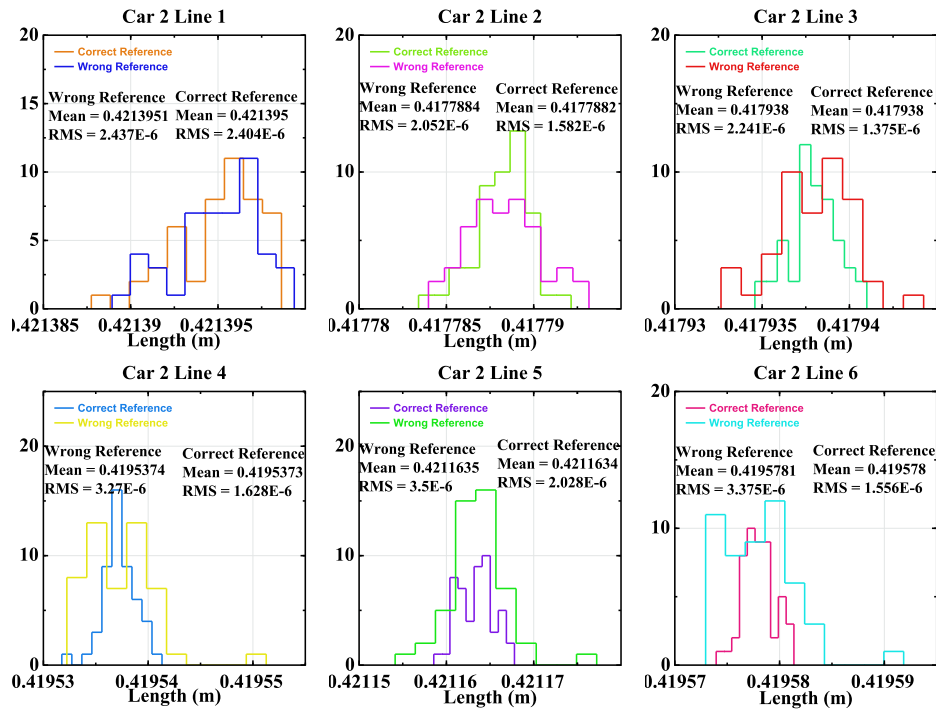 Car 2 Line 1
Correct Reference
Wrong Reference
Wrong Reference
Mean = 0.4213951
RMS = 2.437E-6
Correct Reference
Mean = 0.421395
RMS = 2.404E-6
20
15
10
5
0
0.421385
0.42139
0.421395
Length (m)
Car 2 Line 2
Correct Reference
Wrong Reference
Wrong Reference
Mean = 0.4177884
RMS = 2.052E-6
Correct Reference
Mean = 0.4177882
RMS = 1.582E-6
20
10
0
0.41778
0.417785
0.41779
Length (m)
Car 2 Line 3
Correct Reference
Wrong Reference
Wrong Reference
Mean = 0.417938
RMS = 2.241E-6
Correct Reference
Mean = 0.417938
RMS = 1.375E-6
20
10
0
0.41793
0.417935
0.41794
Length (m)
Car 2 Line 4
Correct Reference
Wrong Reference
Wrong Reference
Mean = 0.4195374
RMS = 3.27E-6
Correct Reference
Mean = 0.4195373
RMS = 1.628E-6
20
10
0
0.41953
0.41954
0.41955
Length (m)
Car 2 Line 5
Correct Reference
Wrong Reference
Wrong Reference
Mean = 0.4211635
RMS = 3.5E-6
Correct Reference
Mean = 0.4211634
RMS = 2.028E-6
20
10
0
0.42115
0.42116
0.42117
Length (m)
Car 2 Line 6
Correct Reference
Wrong Reference
Wrong Reference
Mean = 0.4195781
RMS = 3.375E-6
Correct Reference
Mean = 0.419578
RMS = 1.556E-6
20
10
0
0.41957
0.41958
0.41959
Length (m)